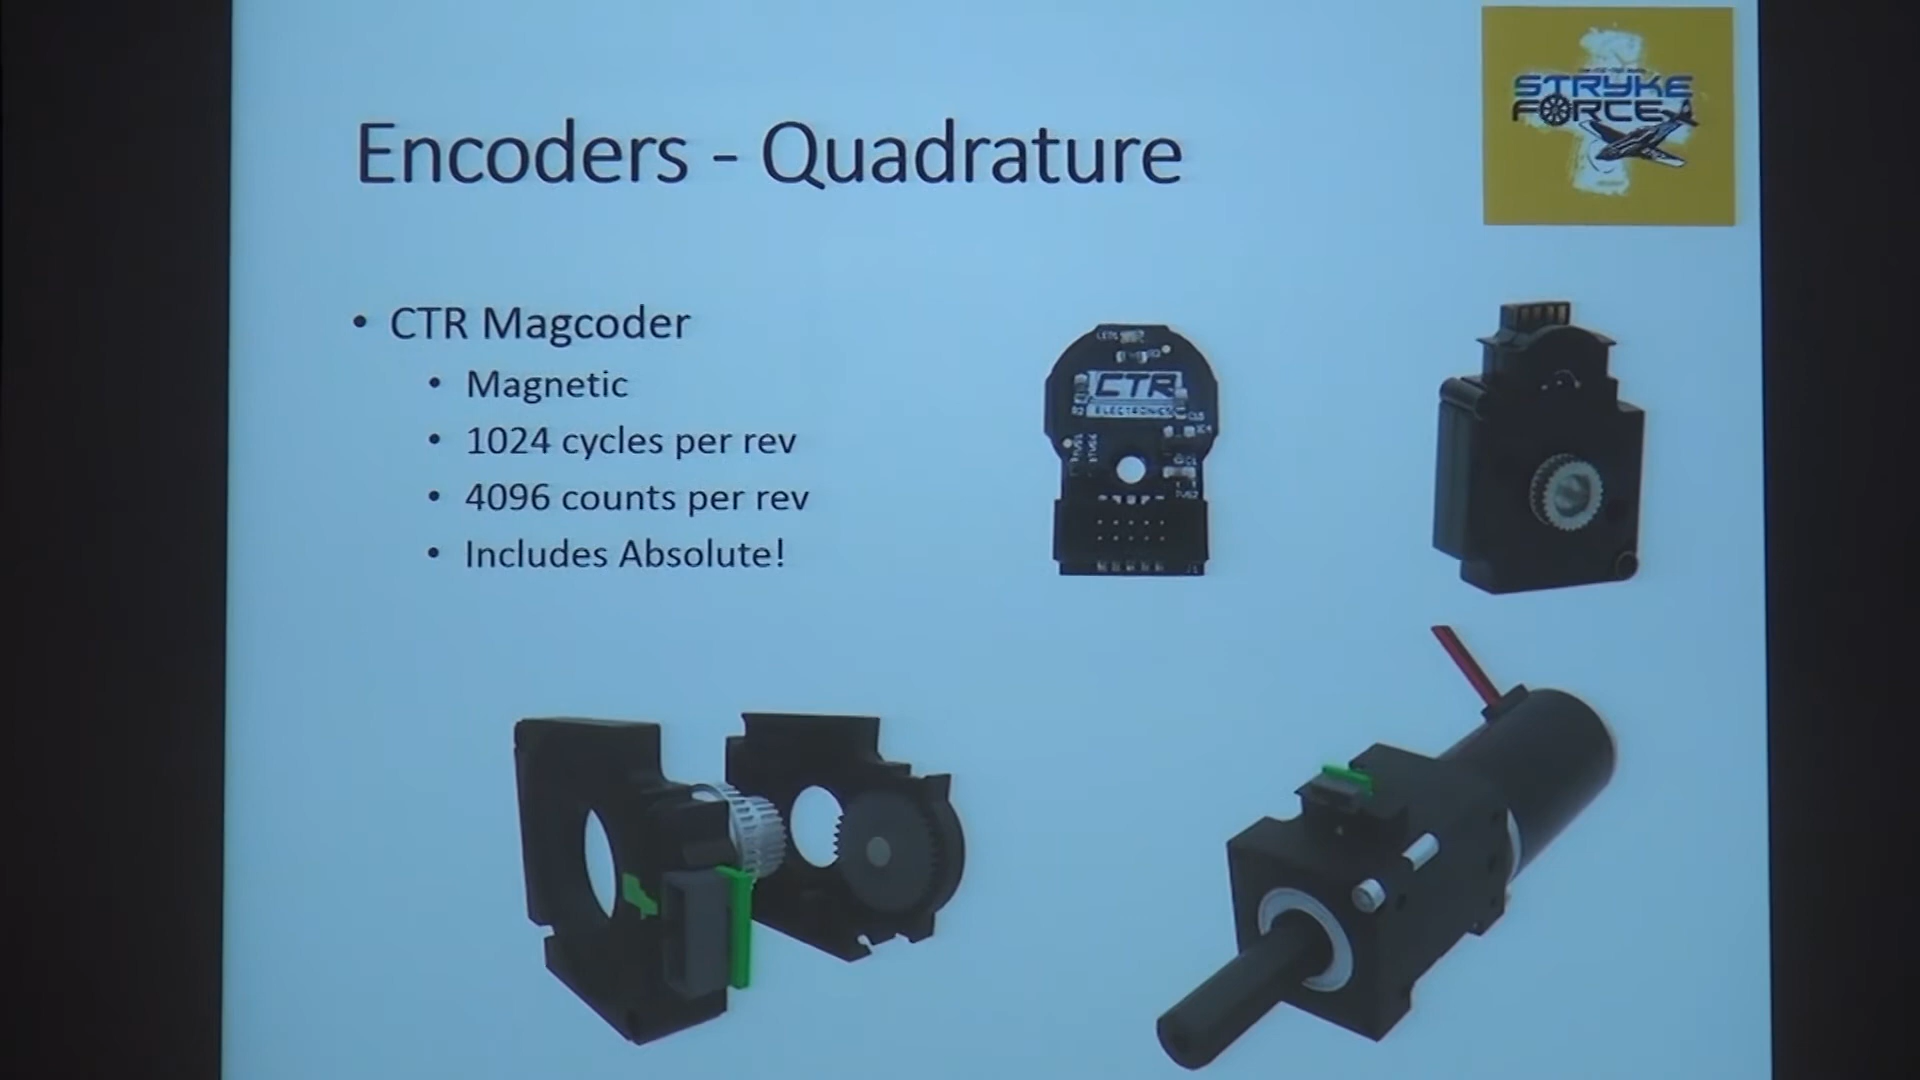 Encoders - Quadrature
STRYKE
FORCE
• CTR Magcoder
• Magnetic
• 1024 cycles per rev
• 4096 counts per rev
• Includes Absolute!
CTR
ELECTRONICS